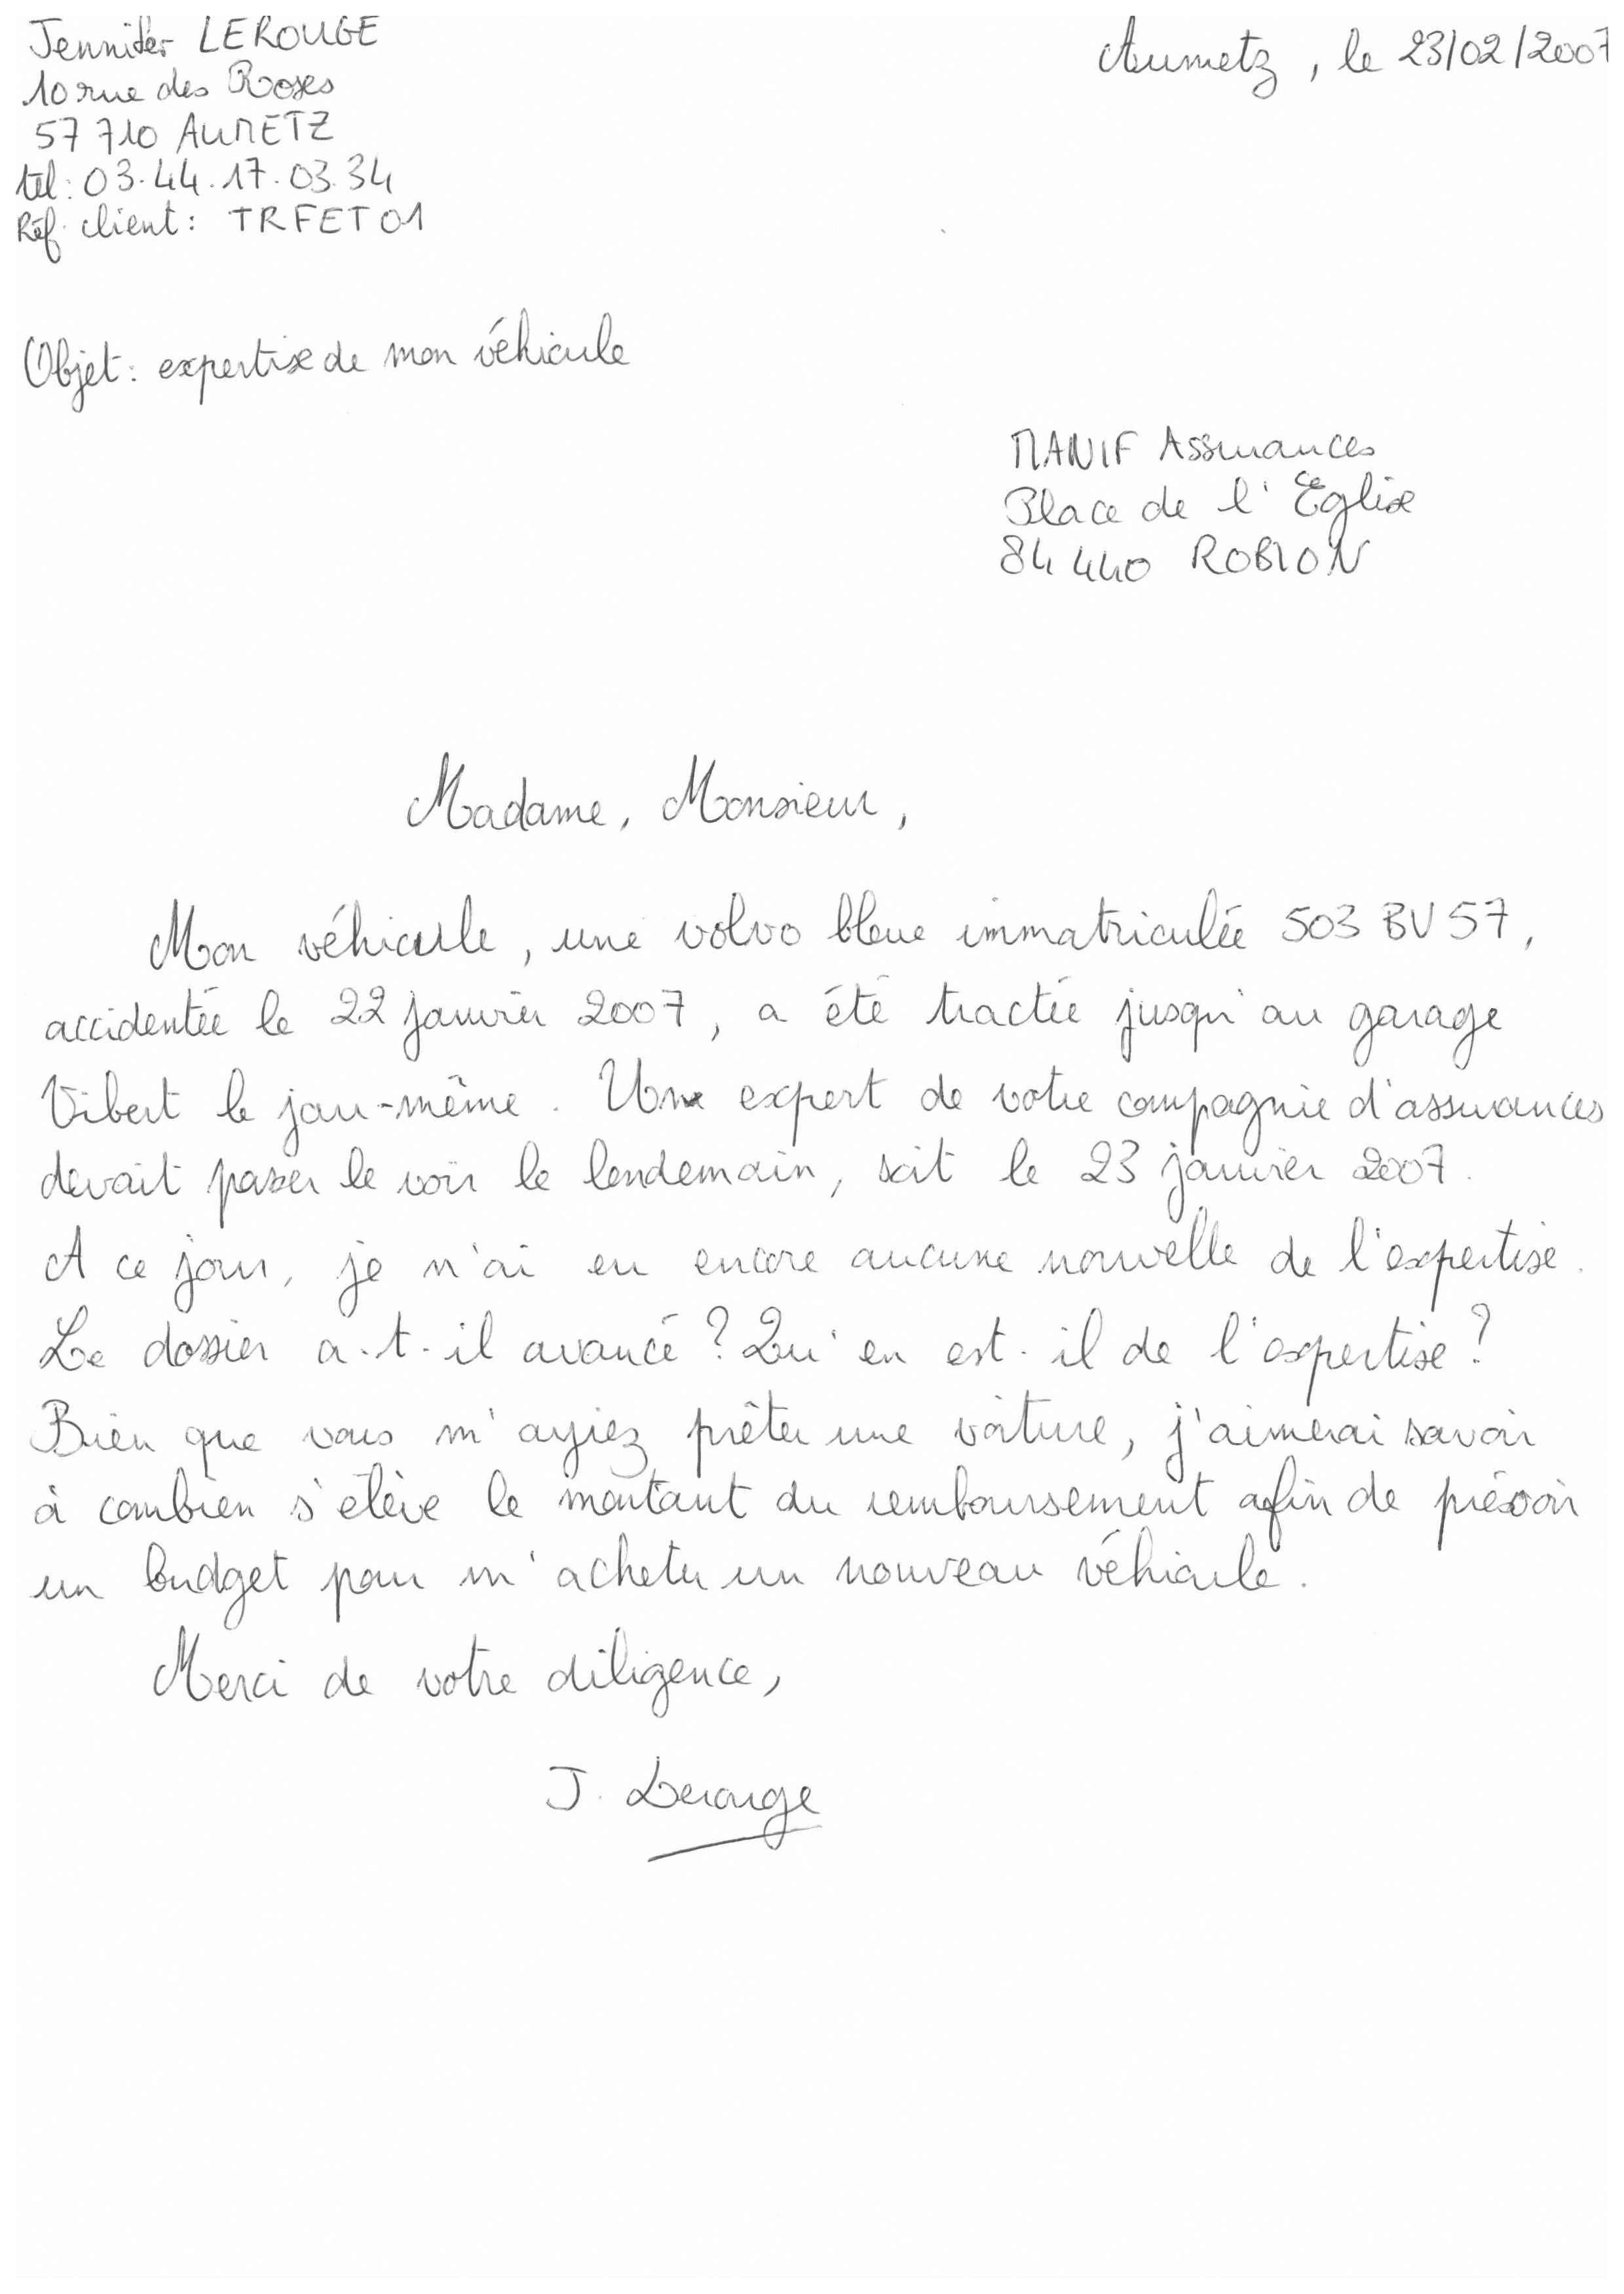 Jennifer LEROUGE
10 rue des Roses
57 710 AUMETZ
tél : 03.44.17.03.34
Réf. client : TRFET01
Aumetz, le 23/02/2007
Objet : expertise de mon véhicule
MANIF Assurances
Place de l'Eglise
84 440 ROBION
Madame, Monsieur,
Mon véhicule, une volvo bleue immatriculée 503 BV 57,
accidentée le 22 janvier 2007, a été tractée jusqu'au garage
Vibert le jour-même. Un expert de votre compagnie d'assurances
devait passer le voir le lendemain, soit le 23 janvier 2007.
A ce jour, je n'ai eu encore aucune nouvelle de l'expertise.
Le dossier a-t-il avancé ? Qu'en est-il de l'expertise ?
Bien que vous m'ayiez prêter une voiture, j'aimerai savoir
à combien s'élève le montant du remboursement afin de prévoir
un budget pour m'acheter un nouveau véhicule.
Merci de votre diligence,
J. Lerouge